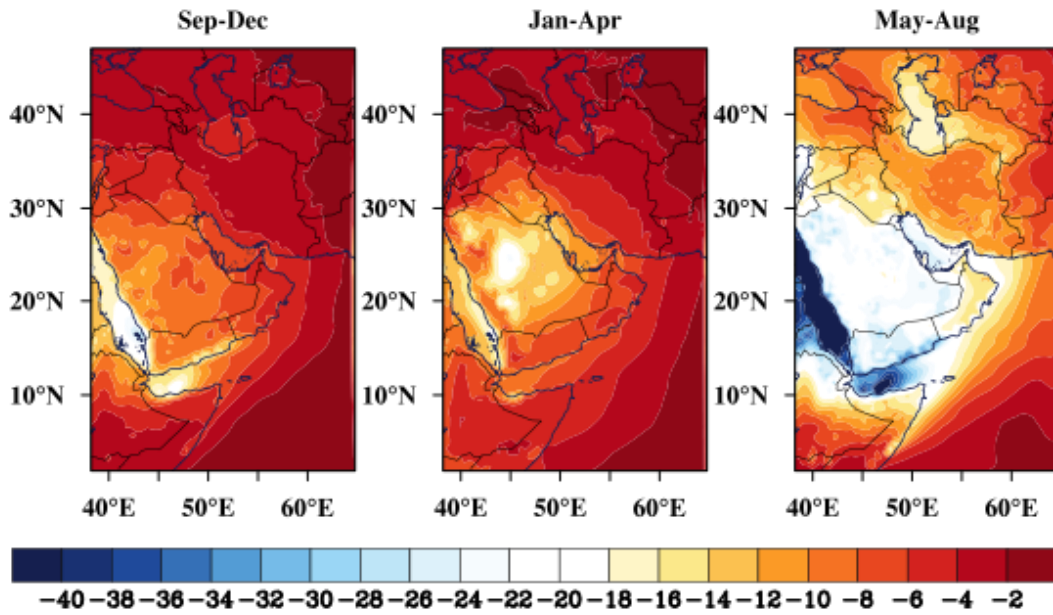 Sep-Dec Jan-Apr May-Aug
40°N 40°N 40°N
30°N 30°N 30°N
20°N 20°N 20°N
10°N 10°N 10°N
40°E 50°E 60°E 40°E 50°E 60°E 40°E 50°E 60°E
-40 -38 -36 -34 -32 -30 -28 -26 -24 -22 -20 -18 -16 -14 -12 -10 -8 -6 -4 -2